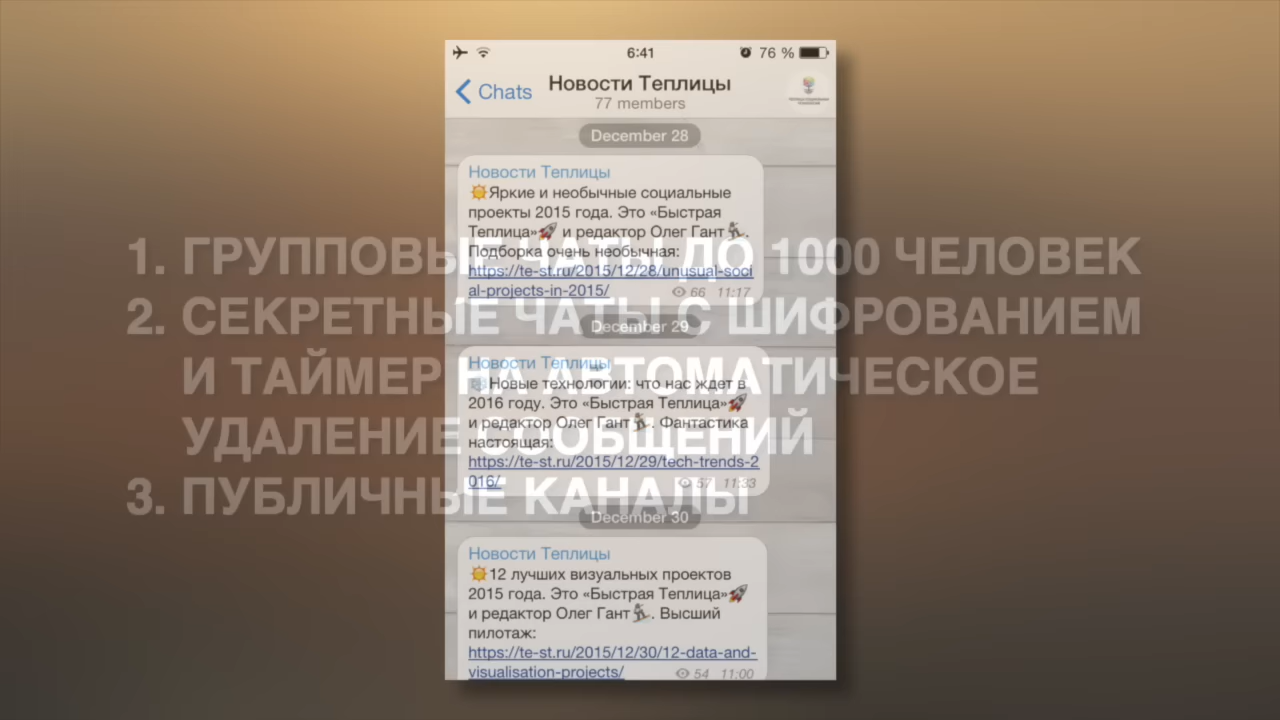 6:41
76 %
Chats
Новости Теплицы
77 members
December 28
Новости Теплицы
Яркие и необычные социальные
проекты 2015 года. Это «Быстрая
Теплица»🚀 и редактор Олег Гант.
Подборка очень необычная:
https://te-st.ru/2015/12/28/unusual-soci
al-projects-in-2015/
66 11:17
December 29
Новости Теплицы
Новые технологии: что нас ждет в
2016 году. Это «Быстрая Теплица»🚀
и редактор Олег Гант. Фантастика
настоящая:
https://te-st.ru/2015/12/29/tech-trends-2
016/
57 11:33
December 30
Новости Теплицы
12 лучших визуальных проектов
2015 года. Это «Быстрая Теплица»🚀
и редактор Олег Гант. Высший
пилотаж:
https://te-st.ru/2015/12/30/12-data-and-
visualisation-projects/
54 11:00
1. ГРУППОВЫЕ ЧАТЫ ДО 1000 ЧЕЛОВЕК
2. СЕКРЕТНЫЕ ЧАТЫ С ШИФРОВАНИЕМ
И ТАЙМЕР НА АВТОМАТИЧЕСКОЕ
УДАЛЕНИЕ СООБЩЕНИЙ
3. ПУБЛИЧНЫЕ КАНАЛЫ